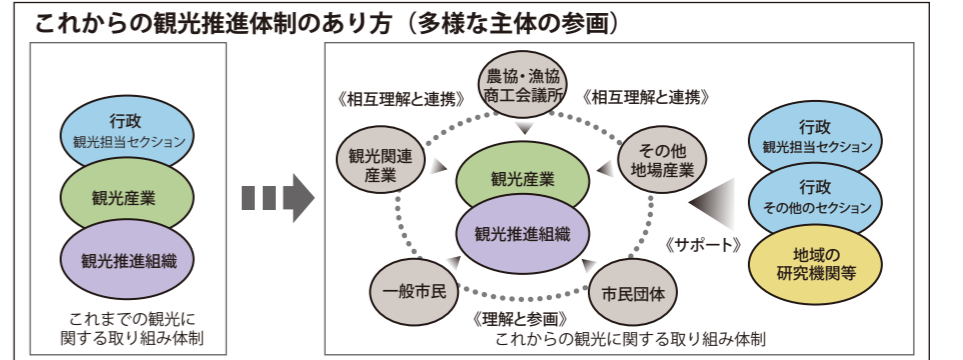 これからの観光推進体制のあり方（多様な主体の参画）
行政
観光担当セクション
観光産業
観光推進組織
これまでの観光に
関する取り組み体制
農協・漁協
商工会議所
《相互理解と連携》
《相互理解と連携》
観光関連
産業
その他
地場産業
観光産業
観光推進組織
一般市民
市民団体
《理解と参画》
《サポート》
行政
観光担当セクション
行政
その他のセクション
地域の
研究機関等
これからの観光に関する取り組み体制